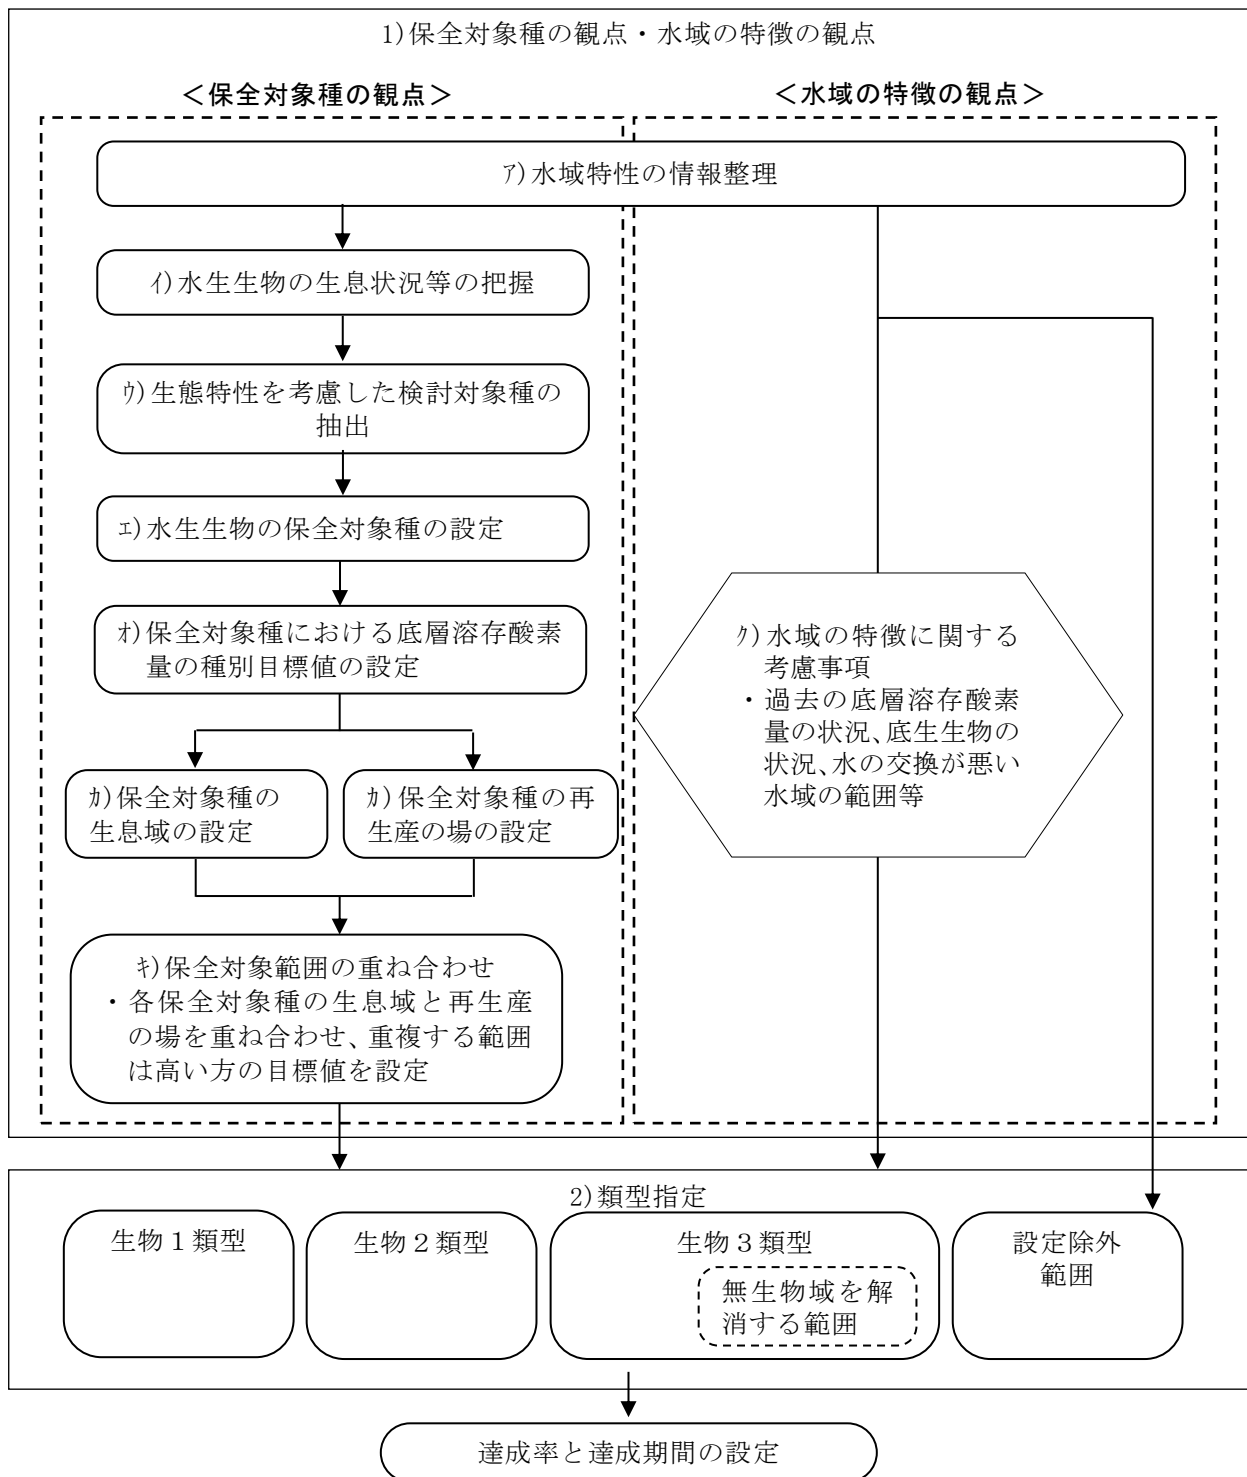 1)保全対象種の観点・水域の特徴の観点
＜保全対象種の観点＞
＜水域の特徴の観点＞
ｱ)水域特性の情報整理
ｲ)水生生物の生息状況等の把握
ｳ)生態特性を考慮した検討対象種の
抽出
ｴ)水生生物の保全対象種の設定
ｵ)保全対象種における底層溶存酸素
量の種別目標値の設定
ｶ)保全対象種の
生息域の設定
ｶ)保全対象種の再
生産の場の設定
ｷ)保全対象範囲の重ね合わせ
・各保全対象種の生息域と再生産
の場を重ね合わせ、重複する範囲
は高い方の目標値を設定
ｸ)水域の特徴に関する
考慮事項
・過去の底層溶存酸素
量の状況、底生生物の
状況、水の交換が悪い
水域の範囲等
2)類型指定
生物１類型
生物２類型
生物３類型
無生物域を解
消する範囲
設定除外
範囲
達成率と達成期間の設定